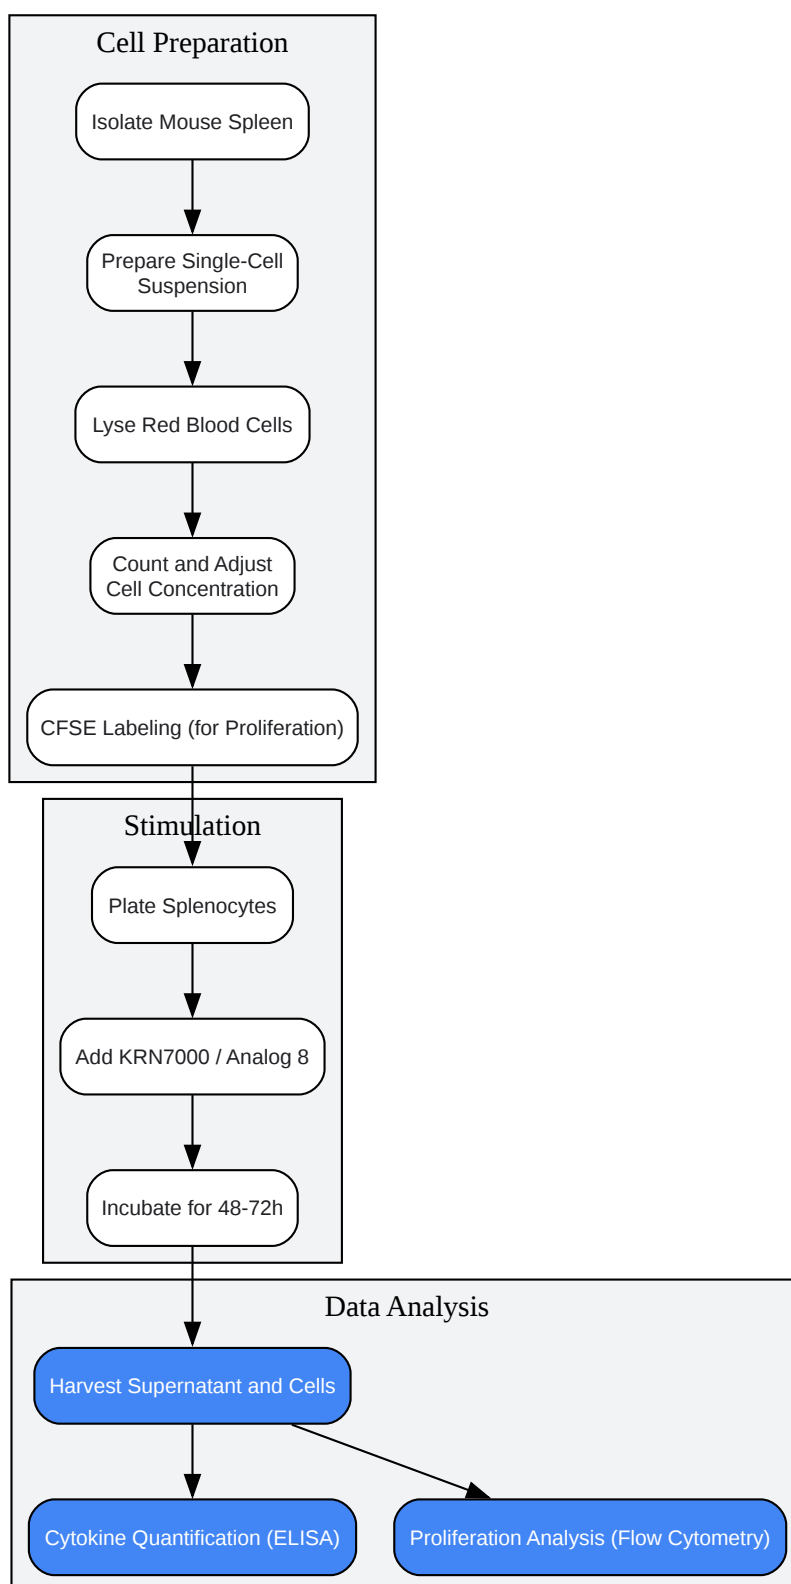 Cell Preparation
Isolate Mouse Spleen
Prepare Single-Cell
Suspension
Lyse Red Blood Cells
Count and Adjust
Cell Concentration
CFSE Labeling (for Proliferation)
Stimulation
Plate Splenocytes
Add KRN7000 / Analog 8
Incubate for 48-72h
Data Analysis
Harvest Supernatant and Cells
Cytokine Quantification (ELISA)
Proliferation Analysis (Flow Cytometry)